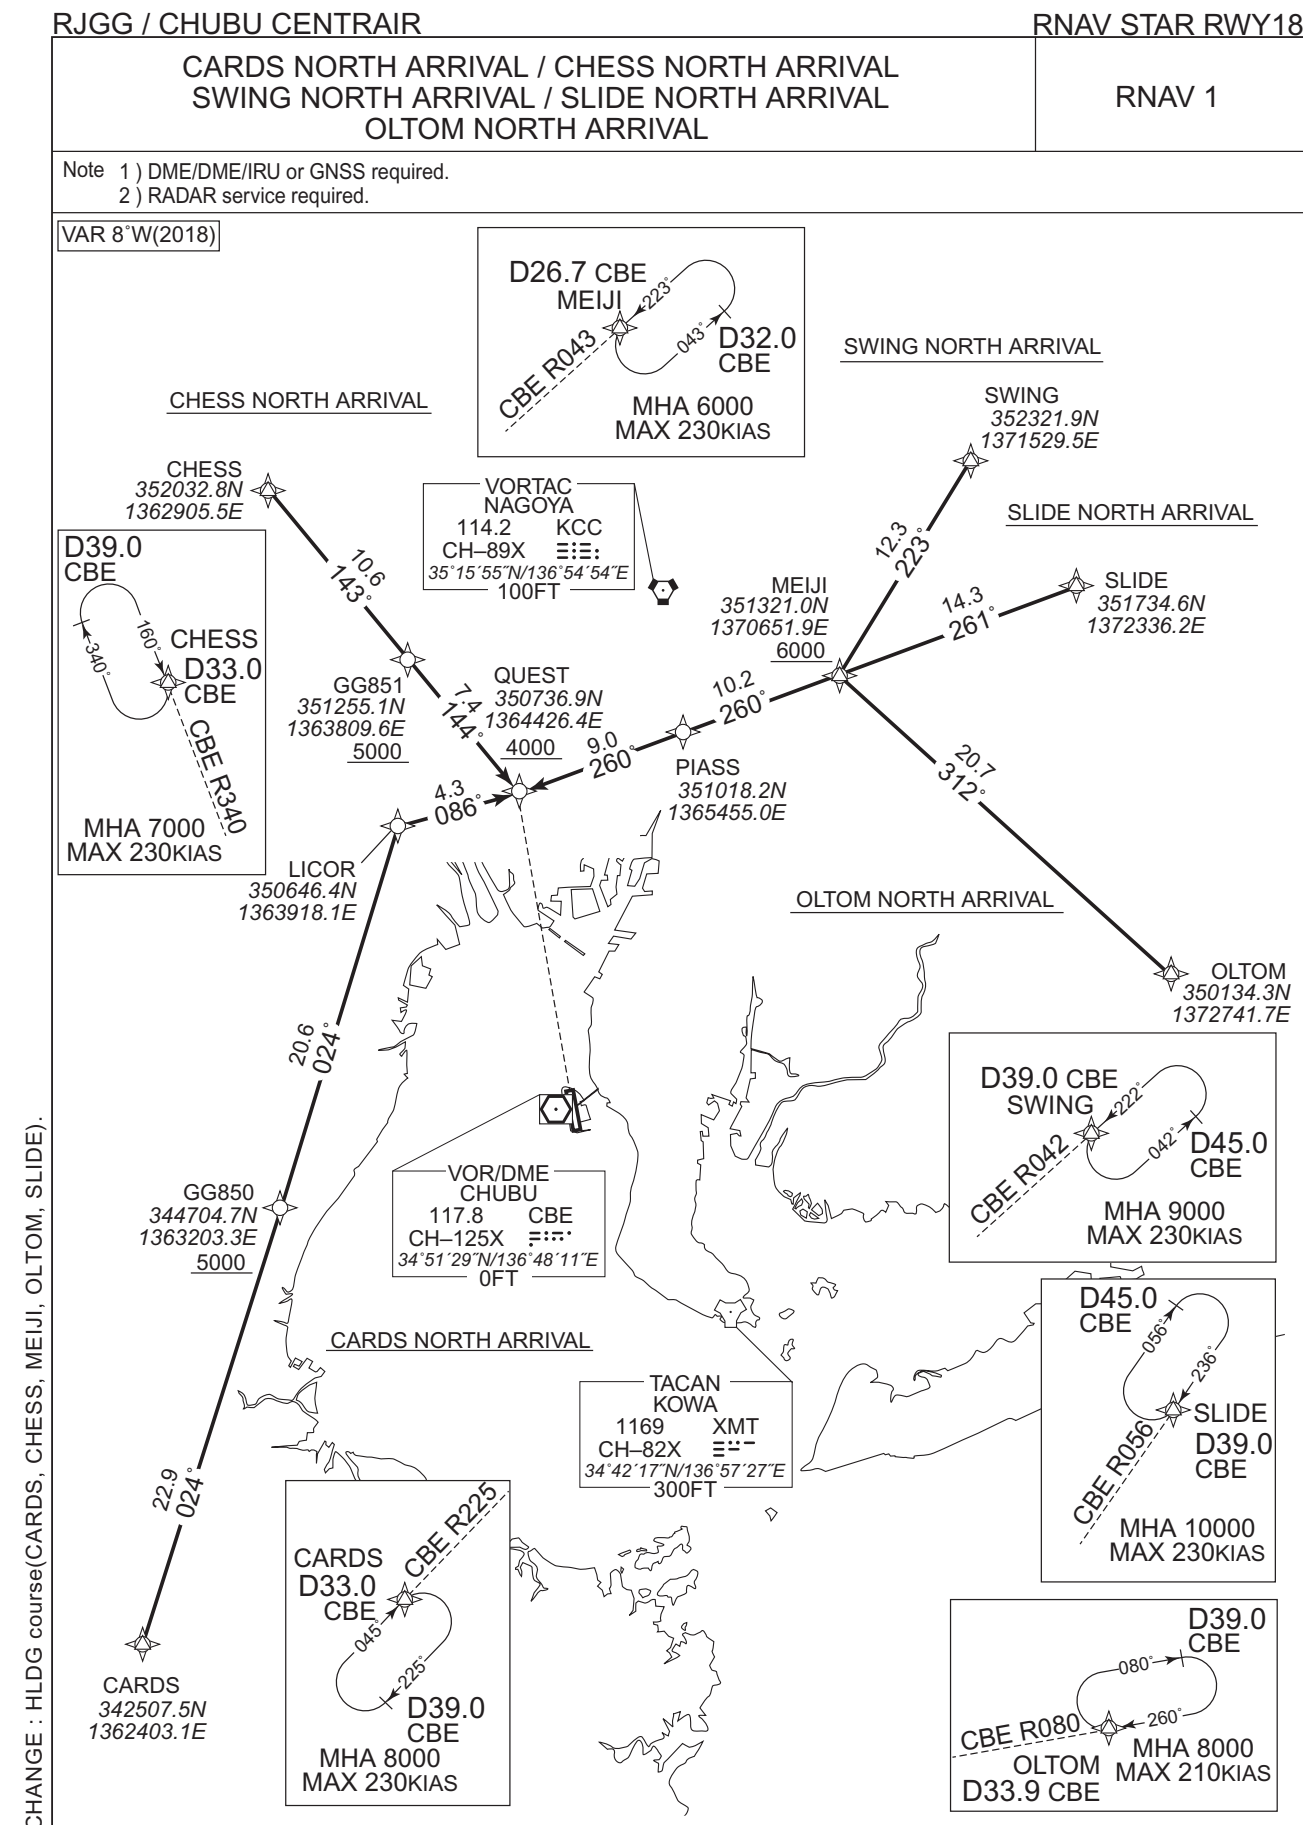 RJGG / CHUBU CENTRAIR
RNAV STAR RWY18
CARDS NORTH ARRIVAL / CHESS NORTH ARRIVAL
SWING NORTH ARRIVAL / SLIDE NORTH ARRIVAL
OLTOM NORTH ARRIVAL
RNAV 1
Note 1 ) DME/DME/IRU or GNSS required.
2 ) RADAR service required.
VAR 8˚W(2018)
D26.7 CBE
MEIJI
223˚
043˚
D32.0
CBE
CBE R043
MHA 6000
MAX 230KIAS
SWING NORTH ARRIVAL
SWING
352321.9N
1371529.5E
CHESS NORTH ARRIVAL
CHESS
352032.8N
1362905.5E
VORTAC
NAGOYA
114.2 KCC
CH–89X
35˚15´55˝N/136˚54´54˝E
100FT
12.3
223˚
SLIDE NORTH ARRIVAL
SLIDE
351734.6N
1372336.2E
14.3
261˚
MEIJI
351321.0N
1370651.9E
6000
10.6
143˚
D39.0
CBE
160˚
340˚
CHESS
D33.0
CBE
CBE R340
MHA 7000
MAX 230KIAS
GG851
351255.1N
1363809.6E
5000
7.4
144˚
QUEST
350736.9N
1364426.4E
4000
10.2
260˚
9.0
260˚
PIASS
351018.2N
1365455.0E
20.7
312˚
4.3
086˚
LICOR
350646.4N
1363918.1E
OLTOM NORTH ARRIVAL
OLTOM
350134.3N
1372741.7E
20.6
024˚
D39.0 CBE
SWING
222˚
042˚
D45.0
CBE
CBE R042
MHA 9000
MAX 230KIAS
VOR/DME
CHUBU
117.8 CBE
CH–125X
34˚51´29˝N/136˚48´11˝E
0FT
GG850
344704.7N
1363203.3E
5000
CARDS NORTH ARRIVAL
D45.0
CBE
056˚
236˚
SLIDE
D39.0
CBE
CBE R056
MHA 10000
MAX 230KIAS
TACAN
KOWA
1169 XMT
CH–82X
34˚42´17˝N/136˚57´27˝E
300FT
22.9
024˚
CBE R225
CARDS
D33.0
CBE
045˚
225˚
D39.0
CBE
MHA 8000
MAX 230KIAS
CARDS
342507.5N
1362403.1E
D39.0
CBE
080˚
260˚
CBE R080
OLTOM
D33.9 CBE
MHA 8000
MAX 210KIAS
CHANGE : HLDG course(CARDS, CHESS, MEIJI, OLTOM, SLIDE).